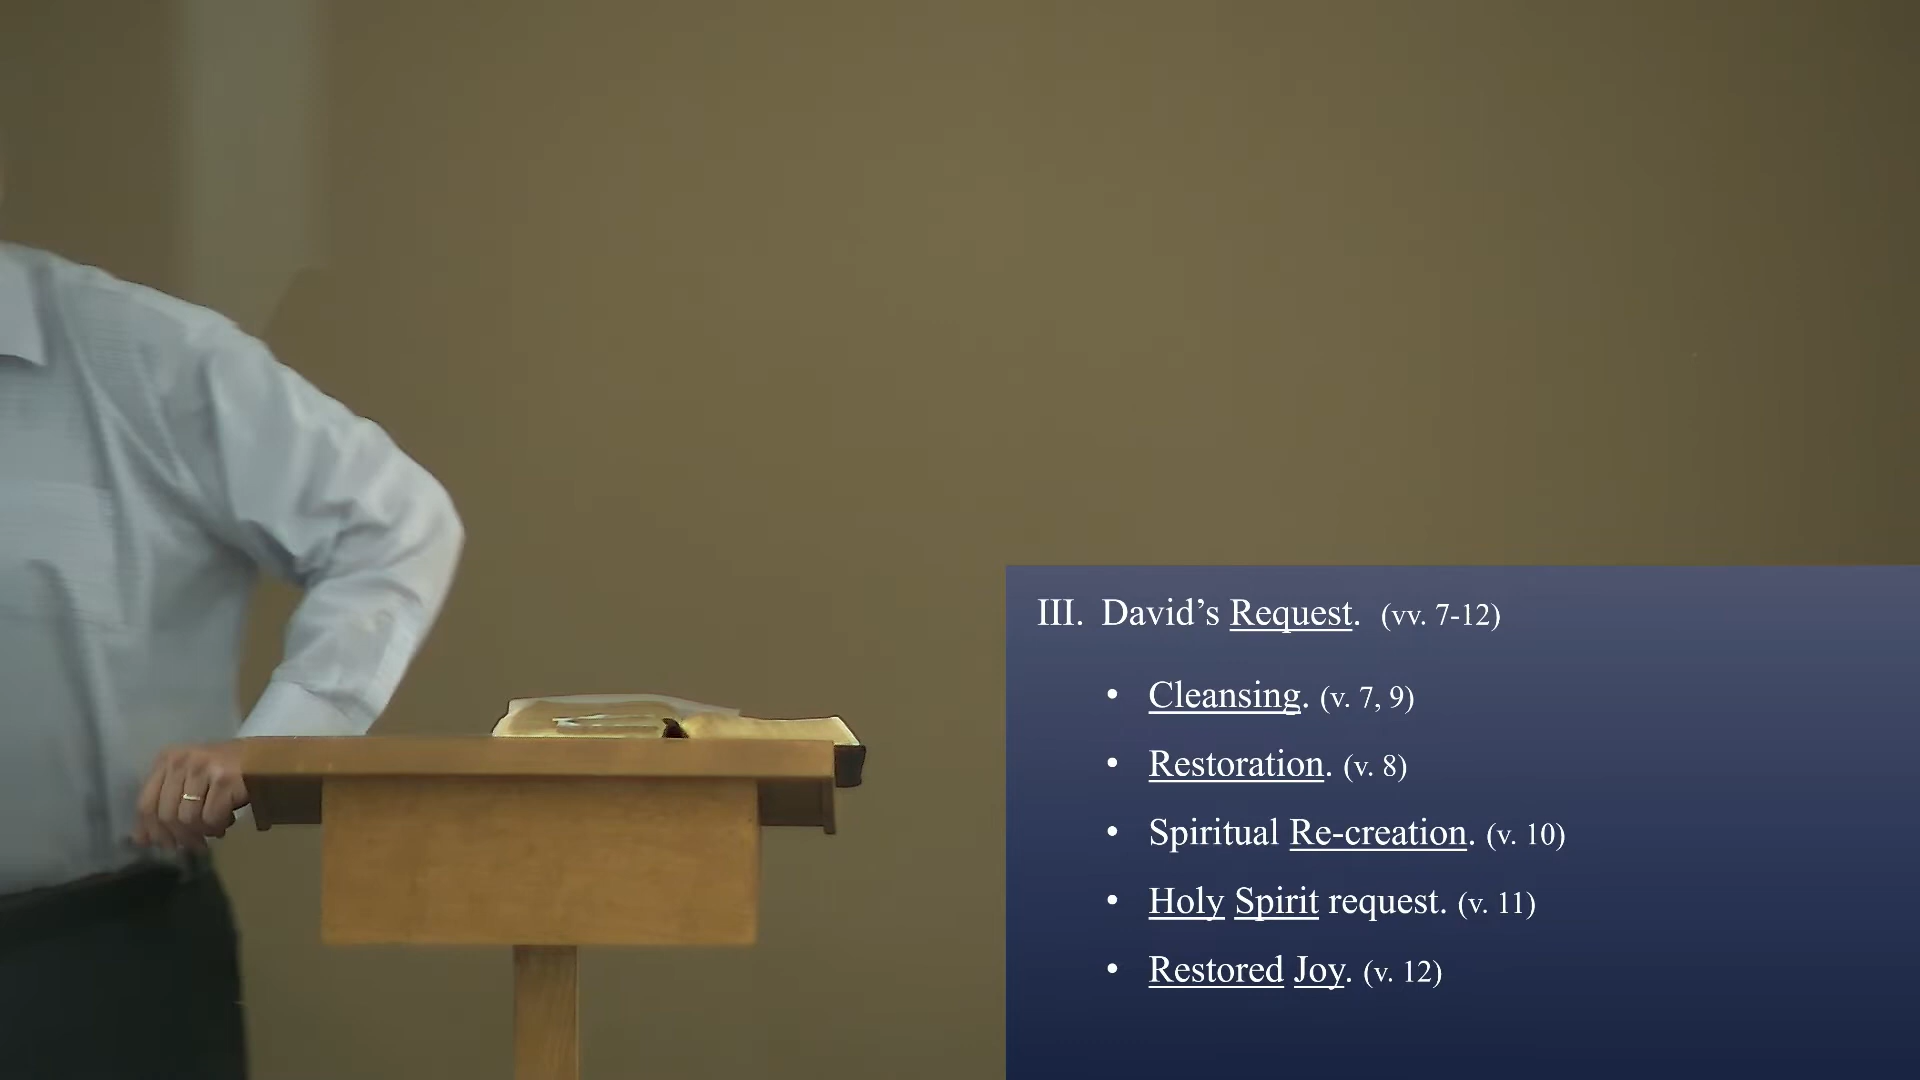 III. David’s Request. (vv. 7-12)
• Cleansing. (v. 7, 9)
• Restoration. (v. 8)
• Spiritual Re-creation. (v. 10)
• Holy Spirit request. (v. 11)
• Restored Joy. (v. 12)